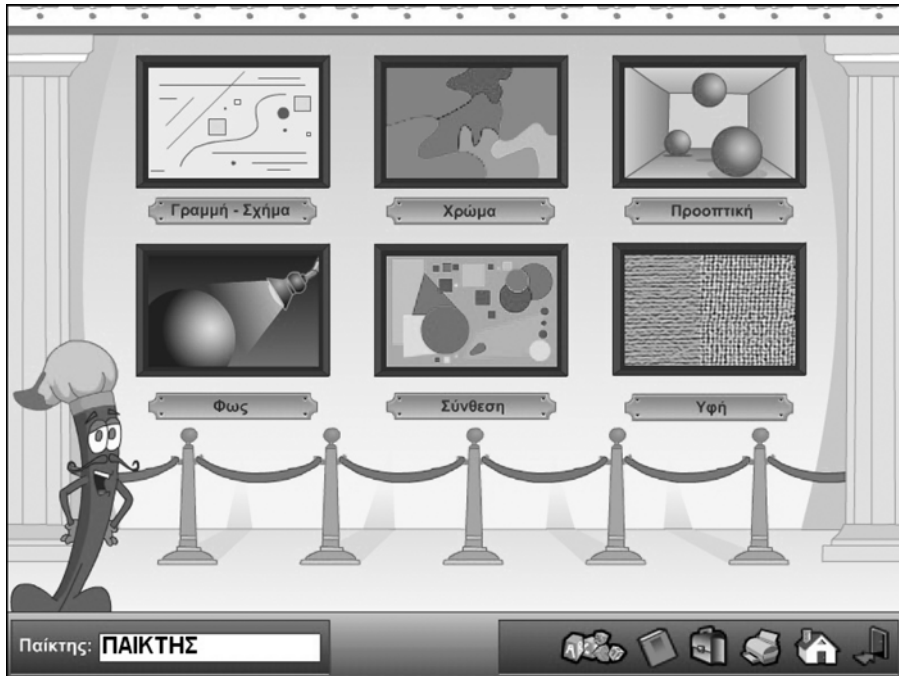 Γραμμή - Σχήμα
Χρώμα
Προοπτική
Φως
Σύνθεση
Υφή
Παίκτης: ΠΑΙΚΤΗΣ